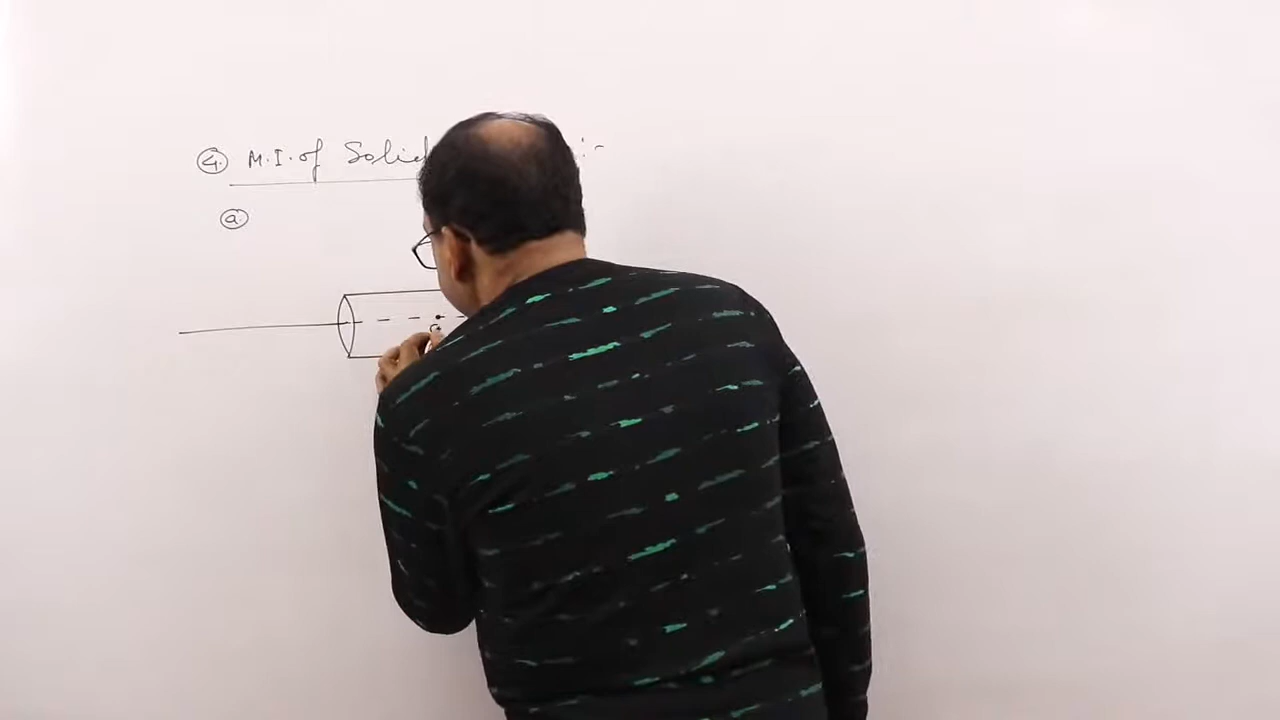 ④ M.I. of Solid :-
ⓐ
C